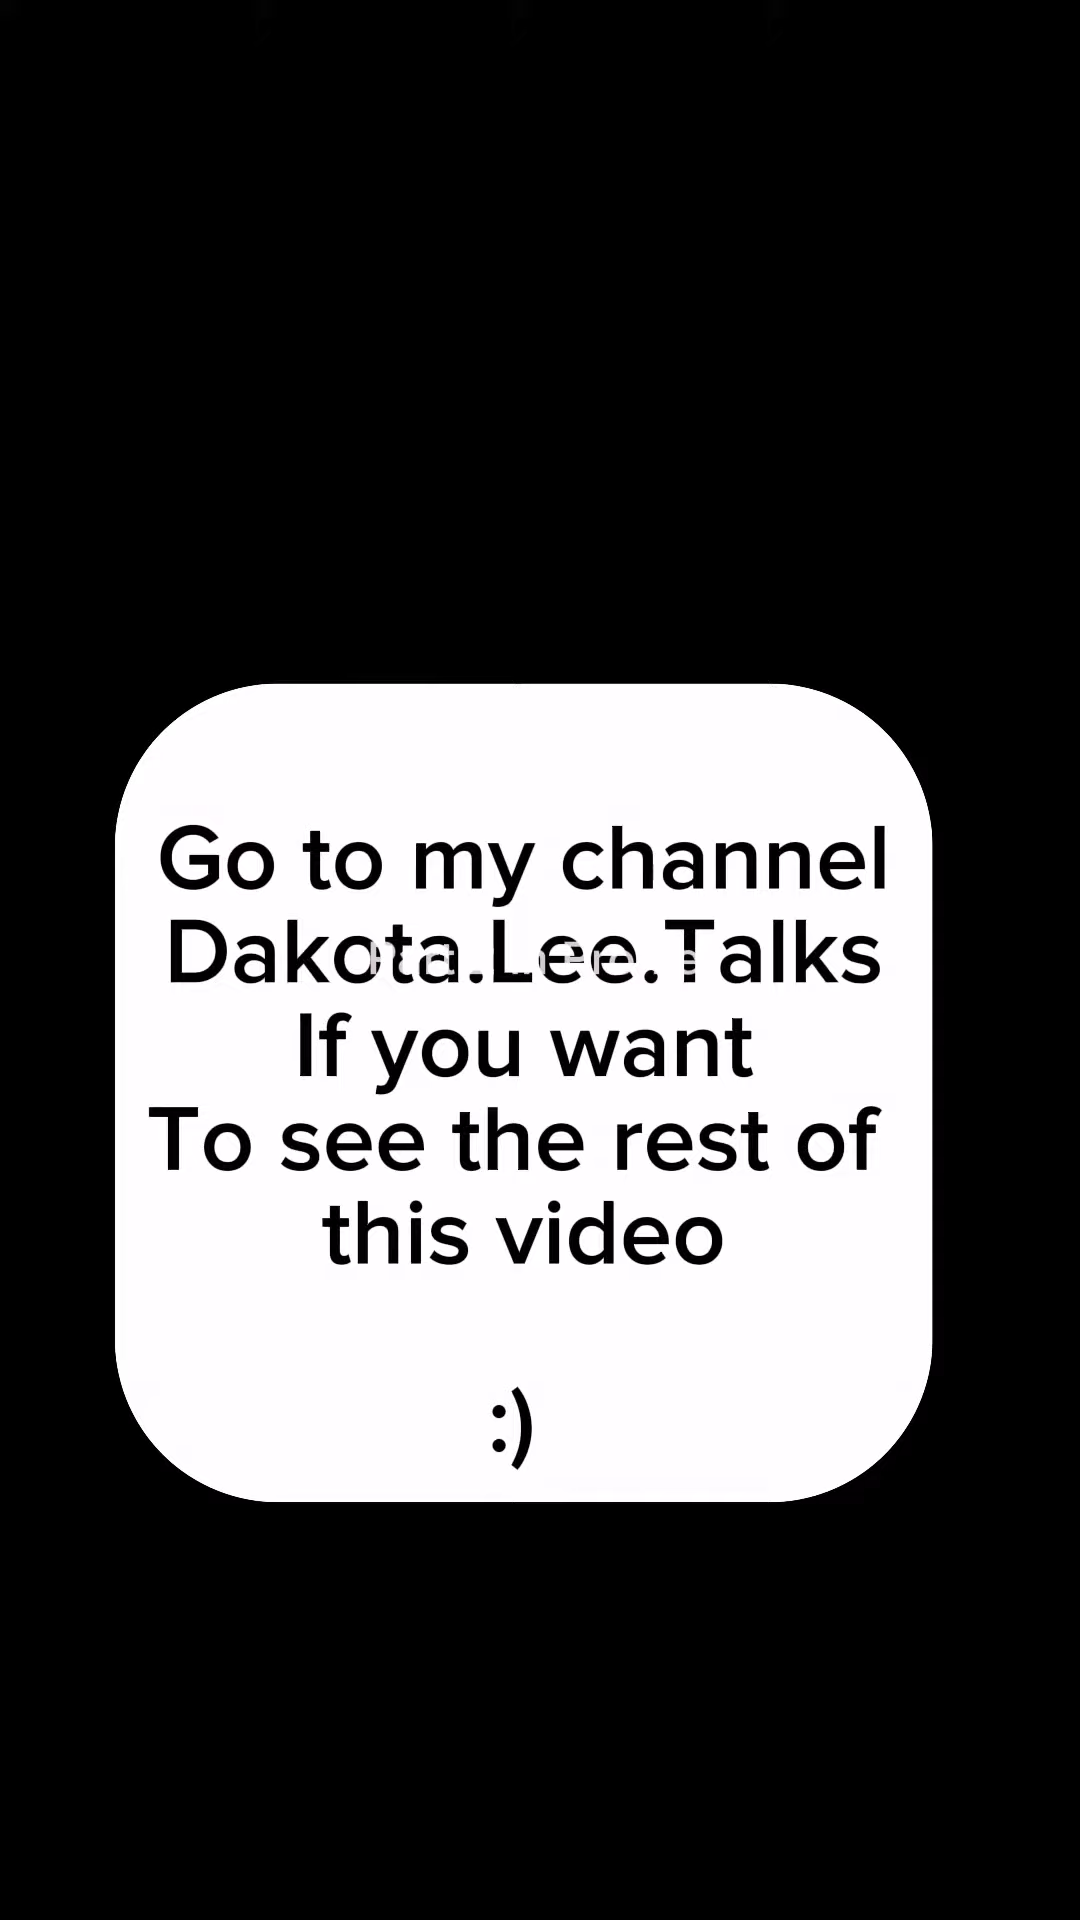 Go to my channel
Dakota.Lee.Talks
If you want
To see the rest of
this video
:)